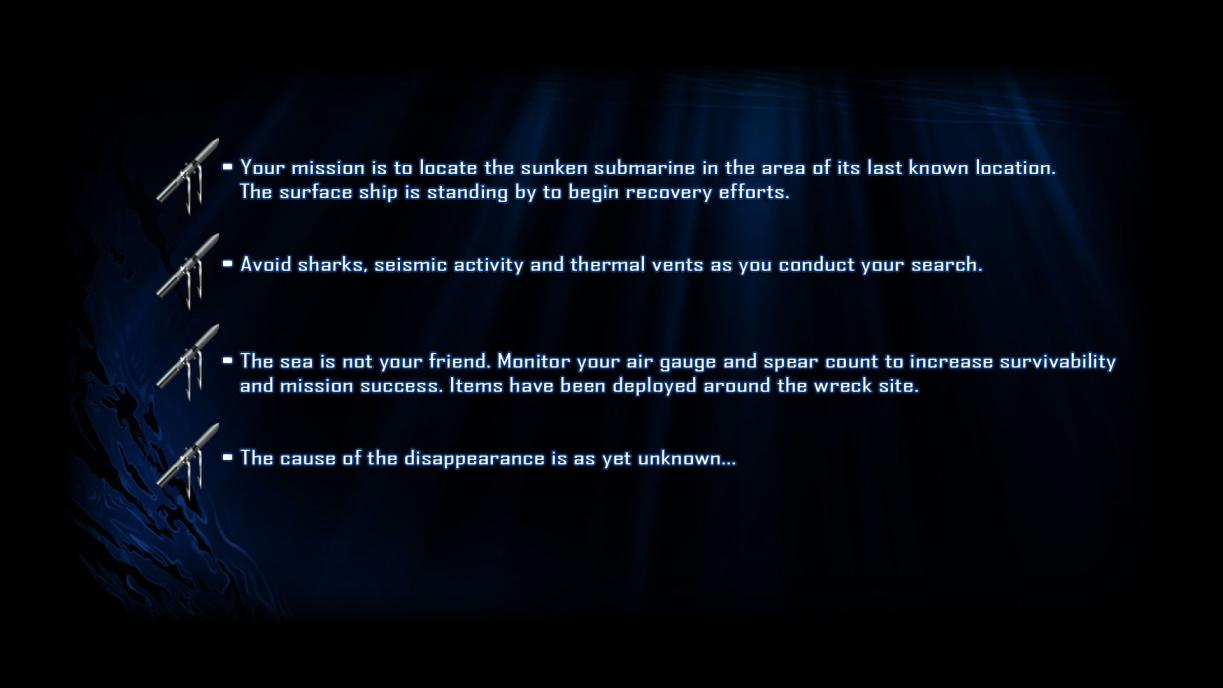 - Your mission is to locate the sunken submarine in the area of its last known location.
The surface ship is standing by to begin recovery efforts.
- Avoid sharks, seismic activity and thermal vents as you conduct your search.
- The sea is not your friend. Monitor your air gauge and spear count to increase survivability
and mission success. Items have been deployed around the wreck site.
- The cause of the disappearance is as yet unknown...